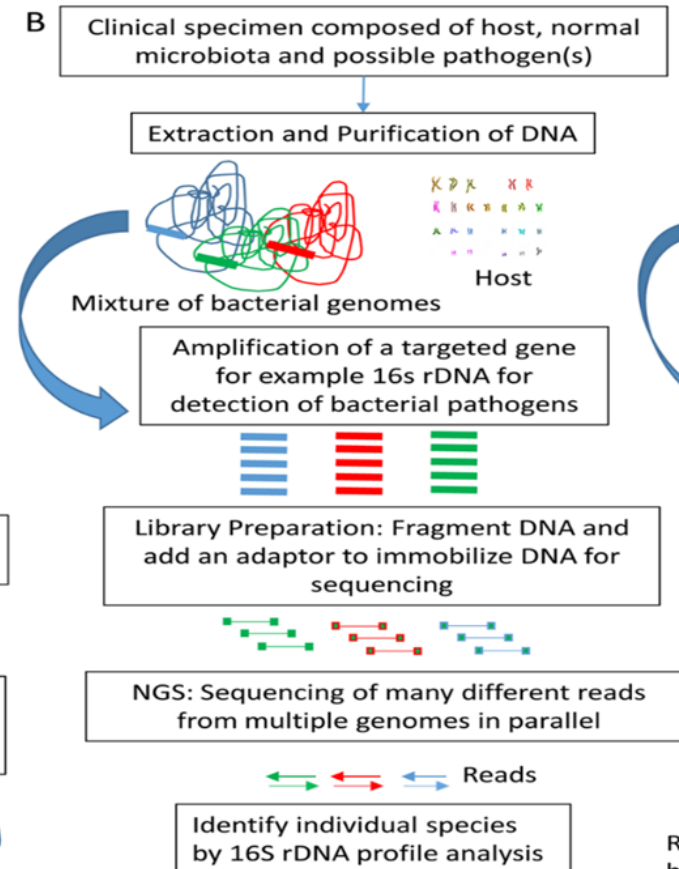 B
Clinical specimen composed of host, normal
microbiota and possible pathogen(s)
Extraction and Purification of DNA
Host
Mixture of bacterial genomes
Amplification of a targeted gene
for example 16s rDNA for
detection of bacterial pathogens
Library Preparation: Fragment DNA and
add an adaptor to immobilize DNA for
sequencing
NGS: Sequencing of many different reads
from multiple genomes in parallel
Reads
Identify individual species
by 16S rDNA profile analysis
R